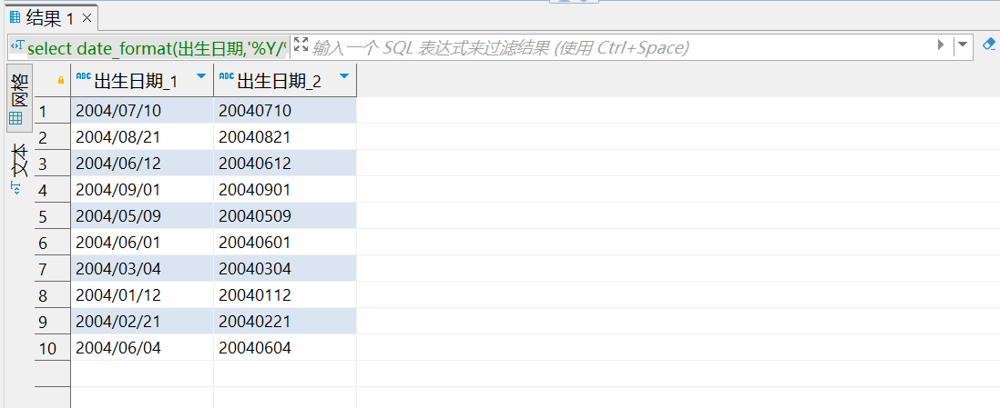 结果 1
select date_format(出生日期,'%Y/ 输入一个 SQL 表达式来过滤结果 (使用 Ctrl+Space)
网格
文本
ABC 出生日期_1 ABC 出生日期_2
1 2004/07/10 20040710
2 2004/08/21 20040821
3 2004/06/12 20040612
4 2004/09/01 20040901
5 2004/05/09 20040509
6 2004/06/01 20040601
7 2004/03/04 20040304
8 2004/01/12 20040112
9 2004/02/21 20040221
10 2004/06/04 20040604